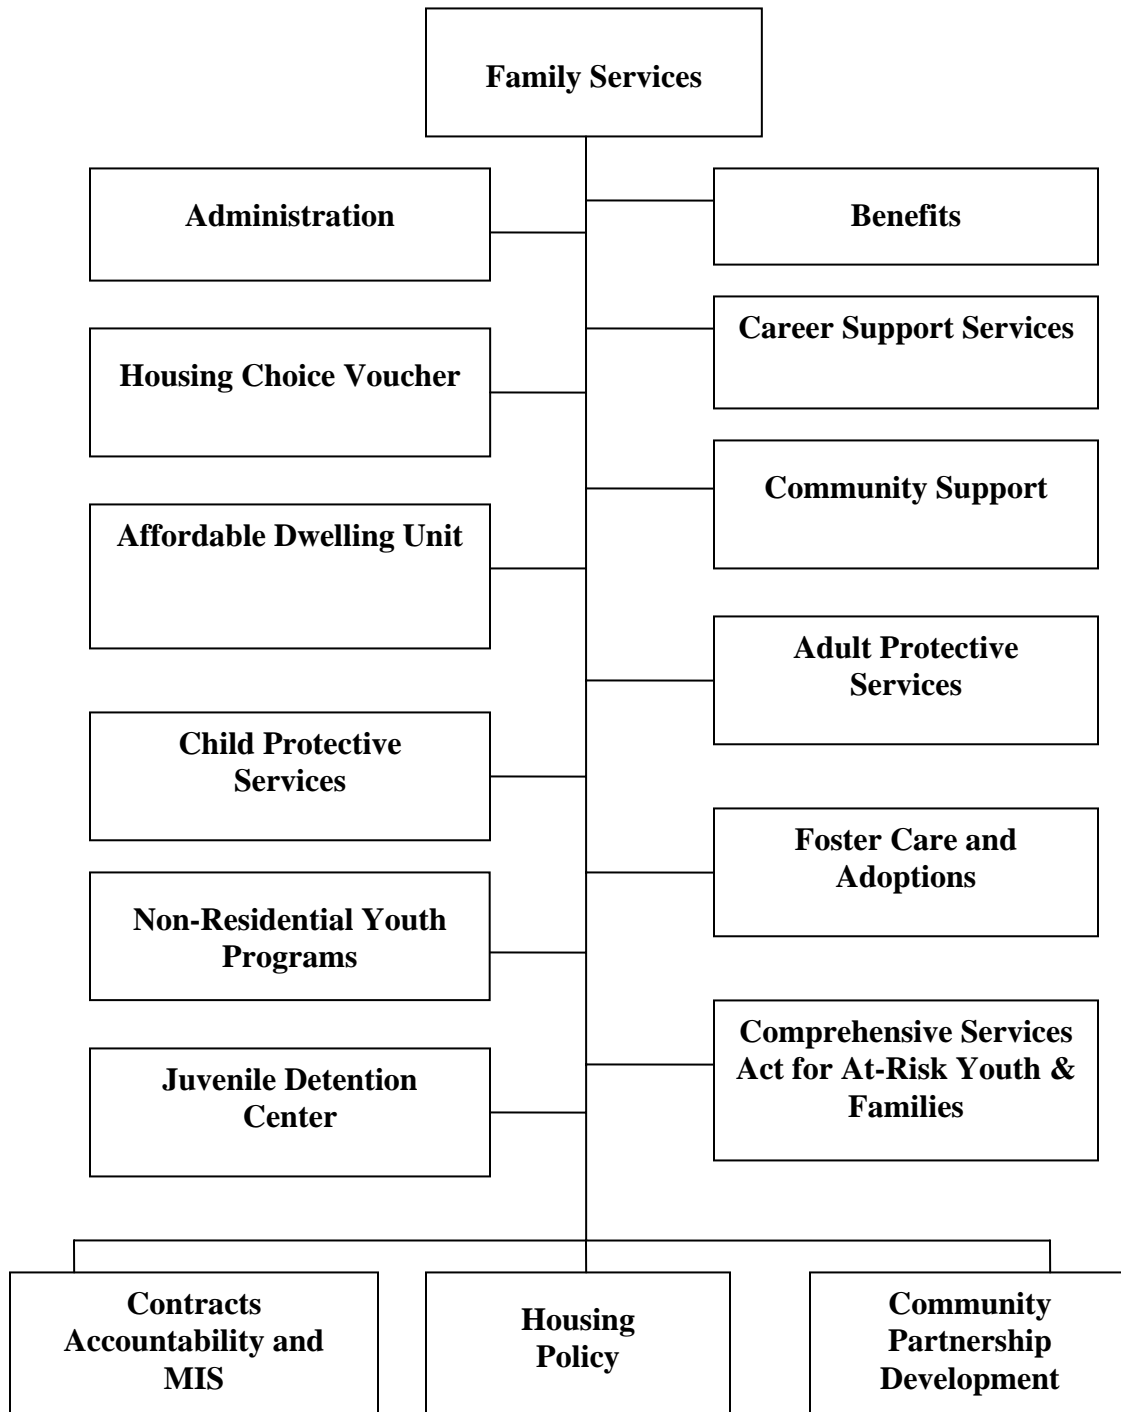 Family Services
Administration
Benefits
Career Support Services
Housing Choice Voucher
Community Support
Affordable Dwelling Unit
Adult Protective
Services
Child Protective
Services
Foster Care and
Adoptions
Non-Residential Youth
Programs
Comprehensive Services
Act for At-Risk Youth &
Families
Juvenile Detention
Center
Contracts
Accountability and
MIS
Housing
Policy
Community
Partnership
Development